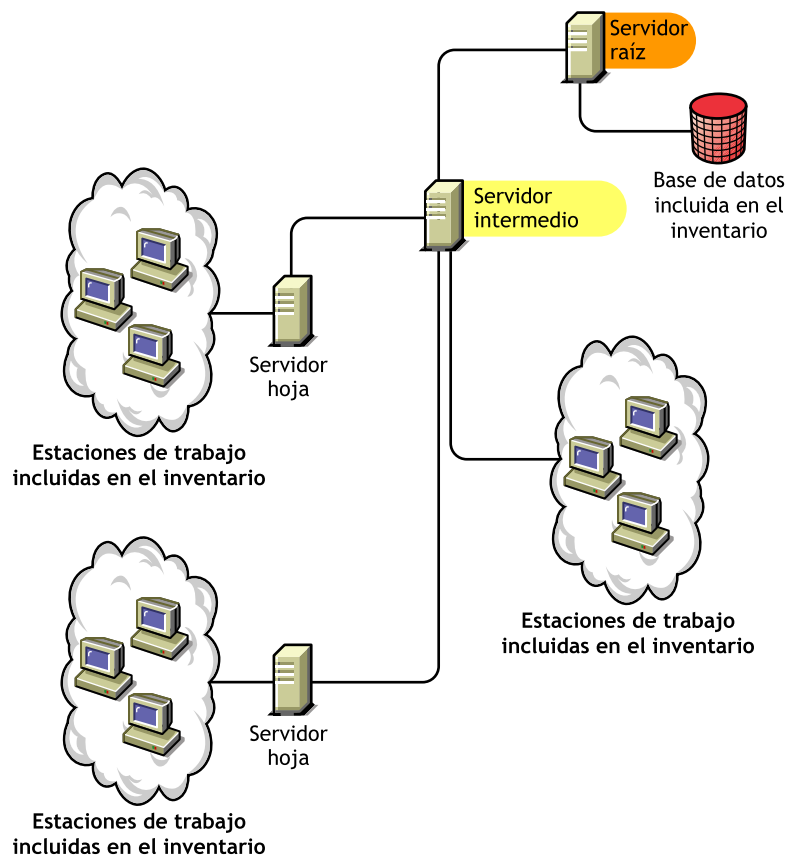 Servidor
raíz
Base de datos
incluida en el
inventario
Servidor
intermedio
Servidor
hoja
Estaciones de trabajo
incluidas en el inventario
Estaciones de trabajo
incluidas en el inventario
Servidor
hoja
Estaciones de trabajo
incluidas en el inventario